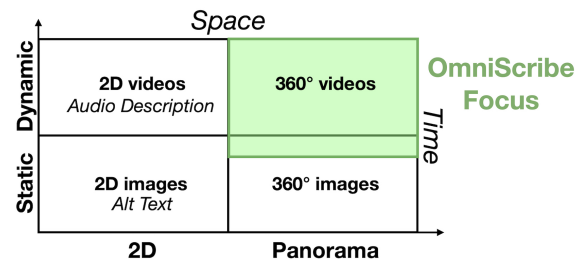 Space
Dynamic
2D videos
Audio Description
360° videos
OmniScribe
Focus
Time
Static
2D images
Alt Text
360° images
2D
Panorama